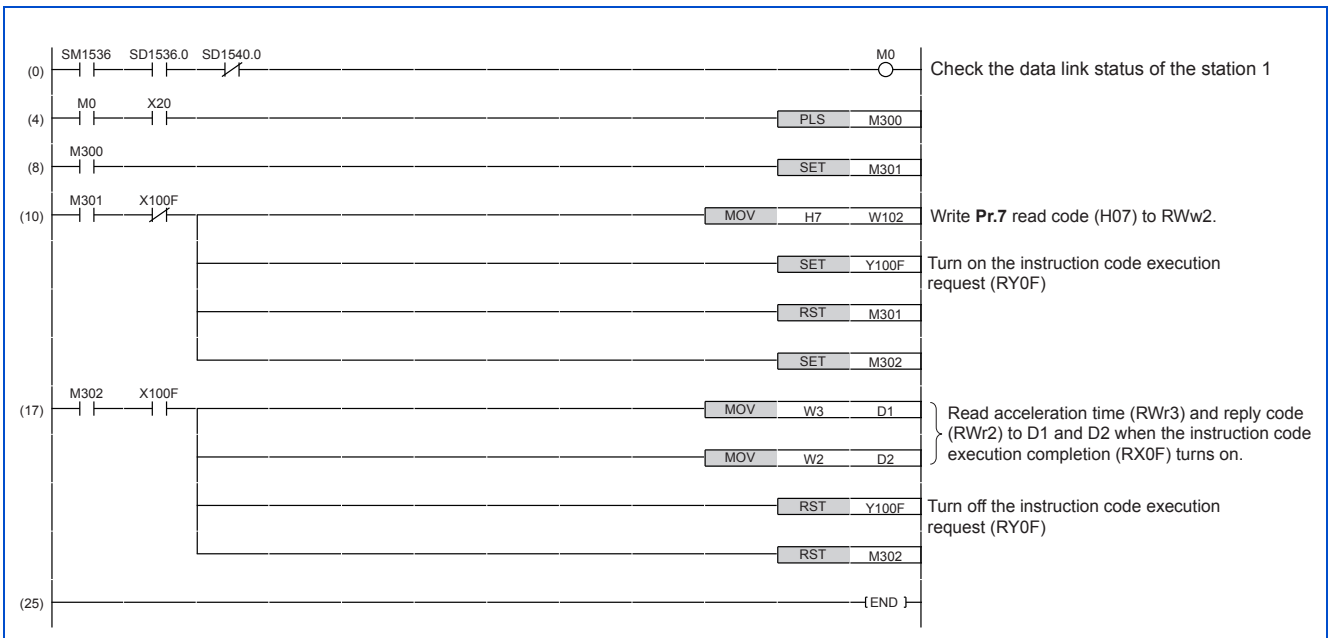 SM1536 SD1536.0 SD1540.0 M0
(0) Check the data link status of the station 1
M0 X20
(4) PLS M300
M300
(8) SET M301
M301 X100F
(10) MOV H7 W102 Write Pr.7 read code (H07) to RWw2.
SET Y100F Turn on the instruction code execution
request (RY0F)
RST M301
SET M302
M302 X100F
(17) MOV W3 D1 Read acceleration time (RWr3) and reply code
(RWr2) to D1 and D2 when the instruction code
MOV W2 D2 execution completion (RX0F) turns on.
RST Y100F Turn off the instruction code execution
request (RY0F)
RST M302
(25) END